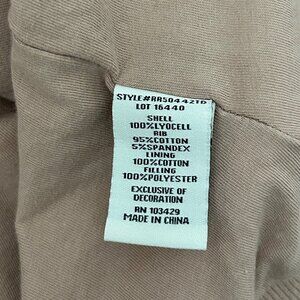 STYLE#RR50442TD
LOT 16440
SHELL
100%LYOCELL
RIB
95%COTTON
5%SPANDEX
LINING
100%COTTON
FILLING
100%POLYESTER
EXCLUSIVE OF
DECORATION
RN 103429
MADE IN CHINA